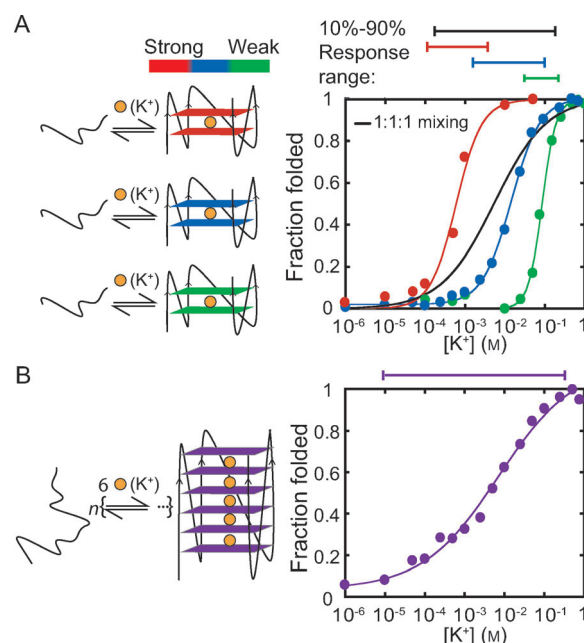 A
Strong Weak
(K⁺)
(K⁺)
(K⁺)
10%-90%
Response
range:
1:1:1 mixing
Fraction folded
1
0.8
0.6
0.4
0.2
0
10⁻⁶ 10⁻⁵ 10⁻⁴ 10⁻³ 10⁻² 10⁻¹ 1
[K⁺] (M)
B
6 (K⁺)
n{ ...}
Fraction folded
1
0.8
0.6
0.4
0.2
0
10⁻⁶ 10⁻⁵ 10⁻⁴ 10⁻³ 10⁻² 10⁻¹ 1
[K⁺] (M)